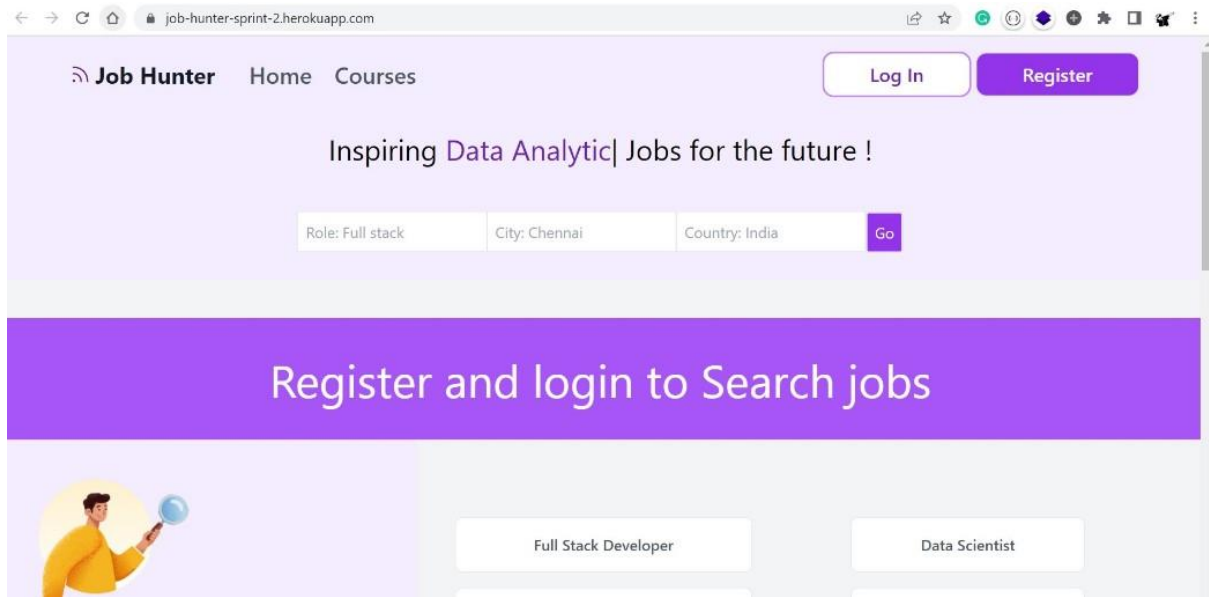 job-hunter-sprint-2.herokuapp.com
Job Hunter Home Courses Log In Register
Inspiring Data Analytic| Jobs for the future !
Role: Full stack City: Chennai Country: India Go
Register and login to Search jobs
Full Stack Developer Data Scientist